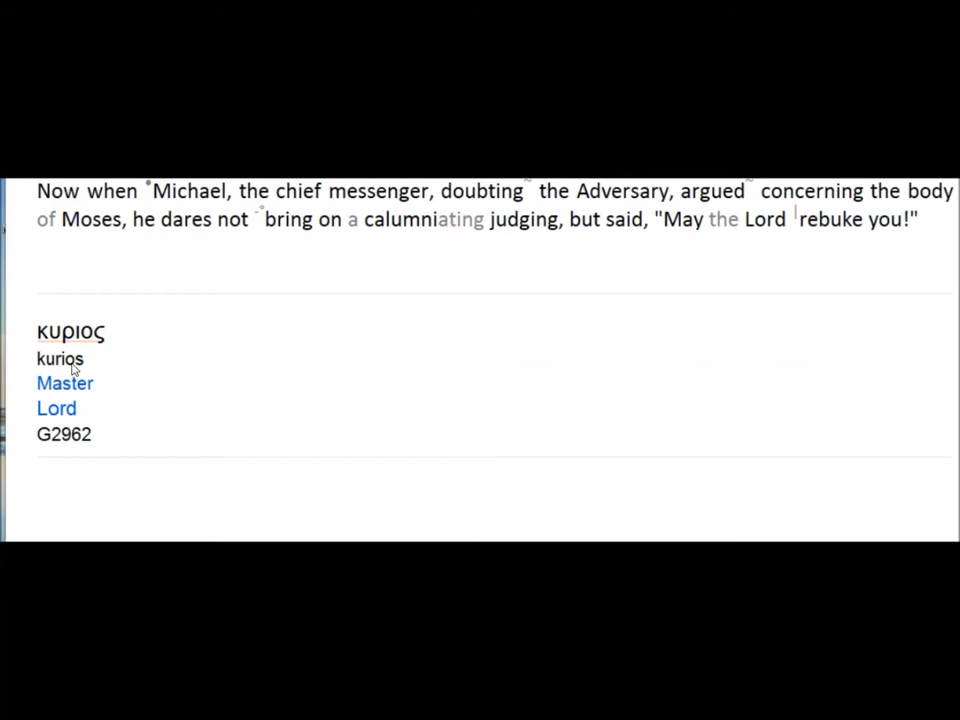 Now when °Michael, the chief messenger, doubting~ the Adversary, argued~ concerning the body
of Moses, he dares not -°bring on a calumniating judging, but said, "May the Lord |rebuke you!"
κυριος
kurios
Master
Lord
G2962